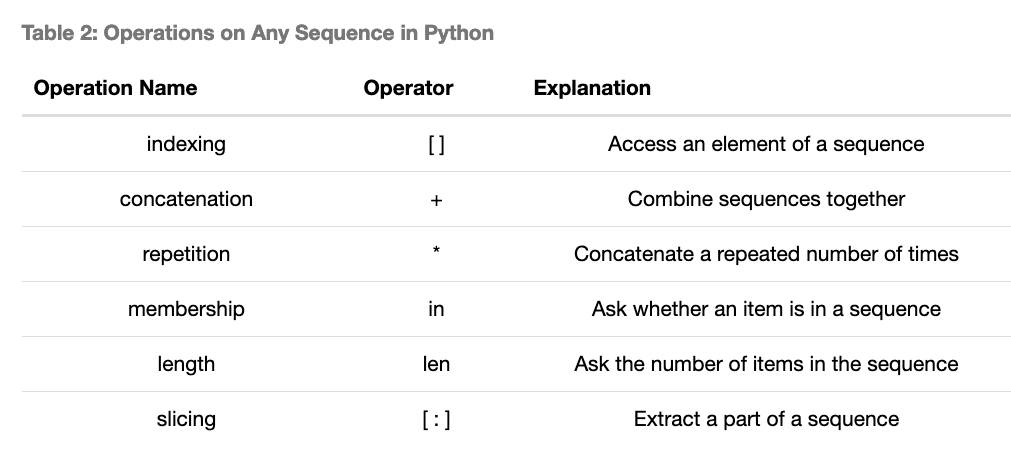 Table 2: Operations on Any Sequence in Python
Operation Name Operator Explanation
indexing [ ] Access an element of a sequence
concatenation + Combine sequences together
repetition * Concatenate a repeated number of times
membership in Ask whether an item is in a sequence
length len Ask the number of items in the sequence
slicing [ : ] Extract a part of a sequence